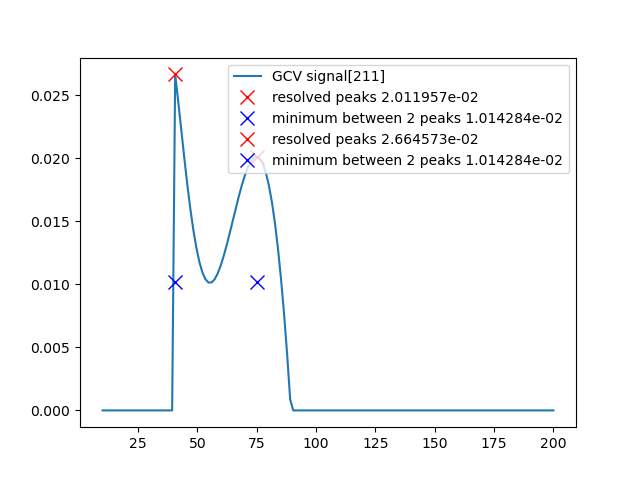 GCV signal[211]
resolved peaks 2.011957e-02
minimum between 2 peaks 1.014284e-02
resolved peaks 2.664573e-02
minimum between 2 peaks 1.014284e-02
0.025
0.020
0.015
0.010
0.005
0.000
25 50 75 100 125 150 175 200